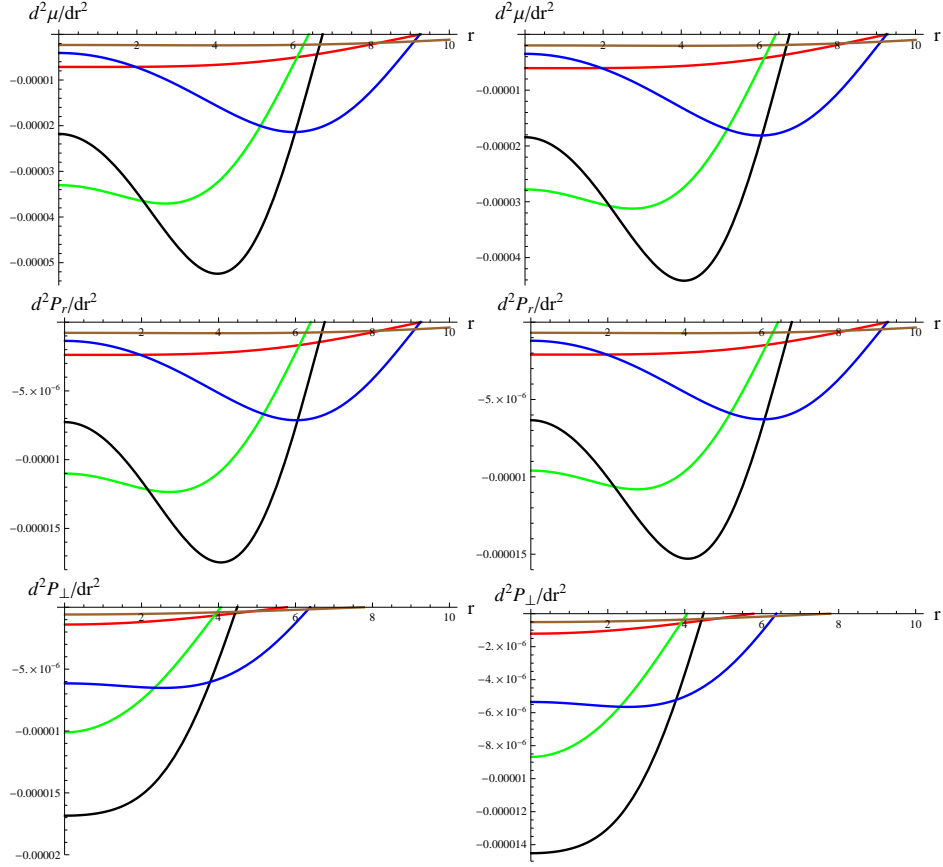 d²μ/dr²
2 4 6 8 10 r
−0.00001
−0.00002
−0.00003
−0.00004
−0.00005
d²μ/dr²
2 4 6 8 10 r
−0.00001
−0.00002
−0.00003
−0.00004
d²P_r/dr²
2 4 6 8 10 r
−5.×10⁻⁶
−0.00001
−0.000015
d²P_r/dr²
2 4 6 8 10 r
−5.×10⁻⁶
−0.00001
−0.000015
d²P_⊥/dr²
2 4 6 8 10 r
−5.×10⁻⁶
−0.00001
−0.000015
−0.00002
d²P_⊥/dr²
2 4 6 8 10 r
−2.×10⁻⁶
−4.×10⁻⁶
−6.×10⁻⁶
−8.×10⁻⁶
−0.00001
−0.000012
−0.000014